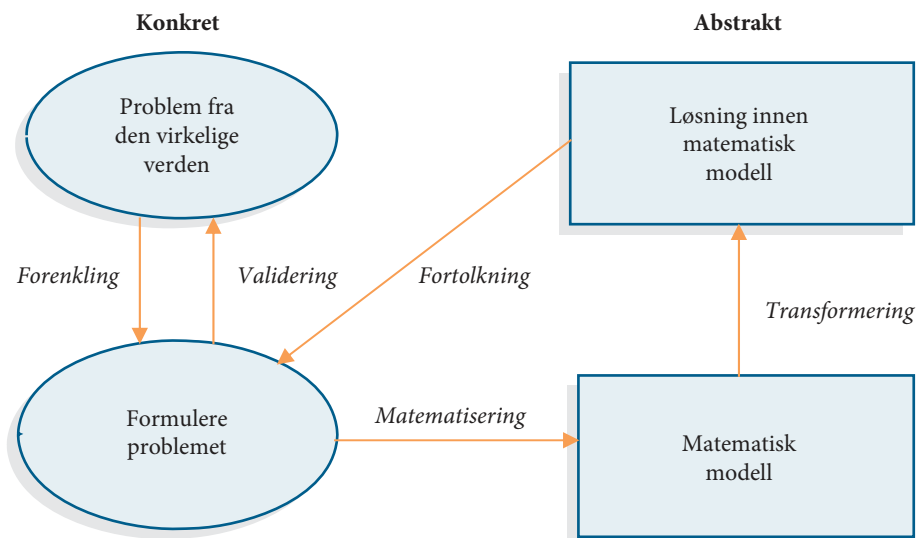 Konkret
Abstrakt
Problem fra
den virkelige
verden
Løsning innen
matematisk
modell
Forenkling
Validering
Fortolkning
Transformering
Formulere
problemet
Matematisering
Matematisk
modell